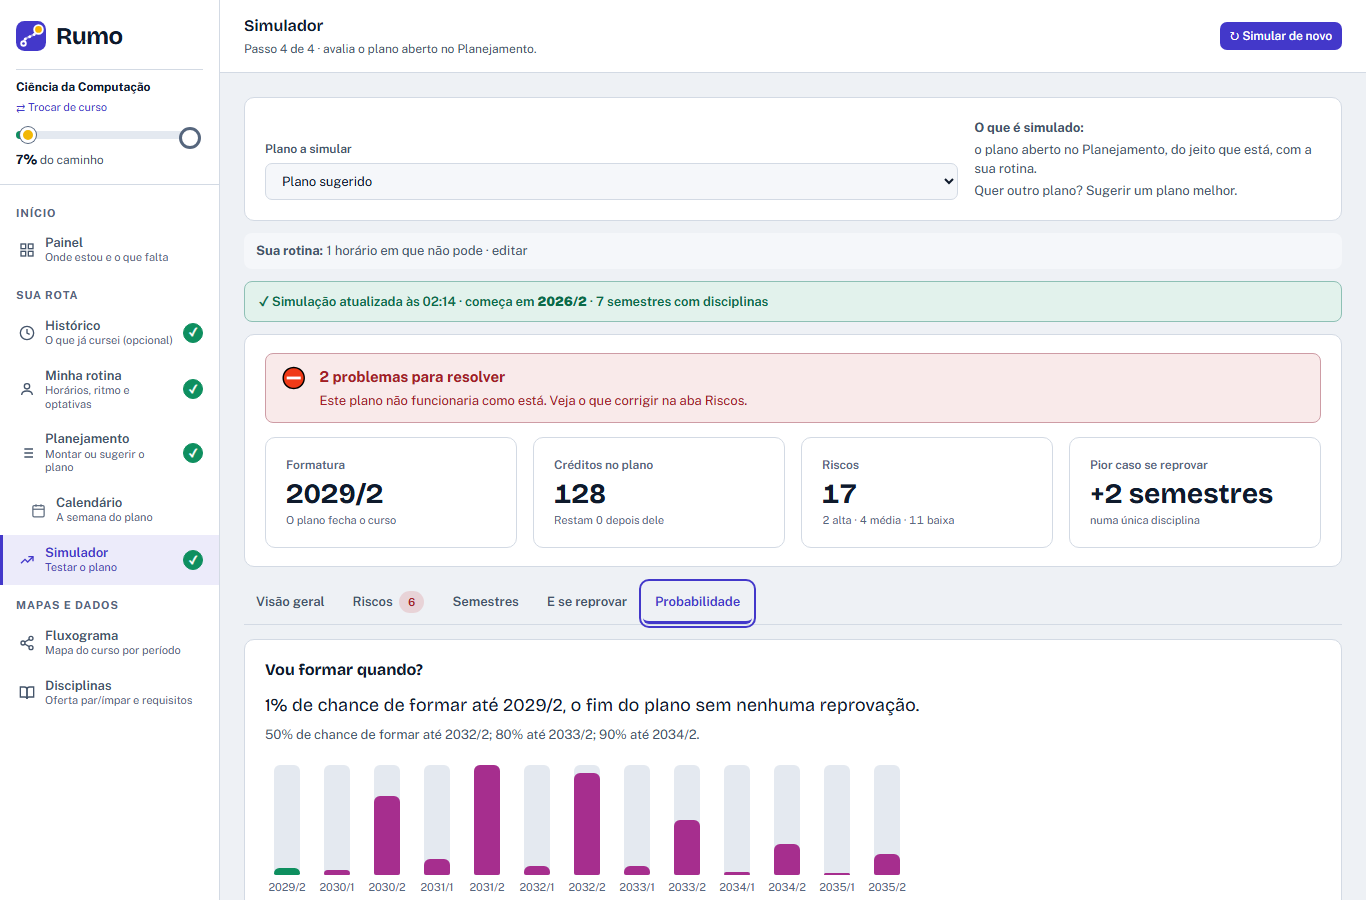 Rumo
Ciência da Computação
⇄ Trocar de curso
7% do caminho
INÍCIO
Painel
Onde estou e o que falta
SUA ROTA
Histórico
O que já cursei (opcional)
Minha rotina
Horários, ritmo e
optativas
Planejamento
Montar ou sugerir o
plano
Calendário
A semana do plano
Simulador
Testar o plano
MAPAS E DADOS
Fluxograma
Mapa do curso por período
Disciplinas
Oferta par/ímpar e requisitos
Simulador
Passo 4 de 4 · avalia o plano aberto no Planejamento.
↻ Simular de novo
Plano a simular
Plano sugerido
O que é simulado:
o plano aberto no Planejamento, do jeito que está, com a
sua rotina.
Quer outro plano? Sugerir um plano melhor.
Sua rotina: 1 horário em que não pode · editar
✓ Simulação atualizada às 02:14 · começa em 2026/2 · 7 semestres com disciplinas
2 problemas para resolver
Este plano não funcionaria como está. Veja o que corrigir na aba Riscos.
Formatura
2029/2
O plano fecha o curso
Créditos no plano
128
Restam 0 depois dele
Riscos
17
2 alta · 4 média · 11 baixa
Pior caso se reprovar
+2 semestres
numa única disciplina
Visão geral Riscos 6 Semestres E se reprovar Probabilidade
Vou formar quando?
1% de chance de formar até 2029/2, o fim do plano sem nenhuma reprovação.
50% de chance de formar até 2032/2; 80% até 2033/2; 90% até 2034/2.
2029/2 2030/1 2030/2 2031/1 2031/2 2032/1 2032/2 2033/1 2033/2 2034/1 2034/2 2035/1 2035/2